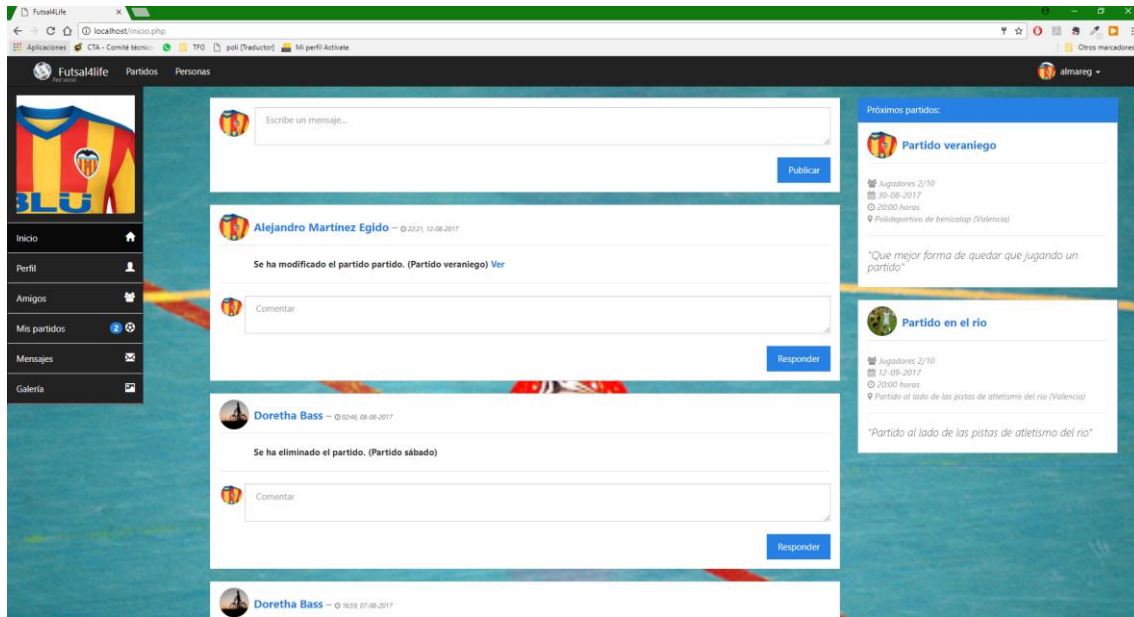 Futsal4Life
localhost/inicio.php
Aplicaciones
CTA - Comité técnico
TFG
poli [Traductor]
Mi perfil Activate
Otros marcadores
Futsal4life
Red social
Partidos
Personas
almareg
BLU
Inicio
Perfil
Amigos
Mis partidos 2
Mensajes
Galería
Escribe un mensaje...
Publicar
Alejandro Martínez Egido – 22:21, 12-08-2017
Se ha modificado el partido partido. (Partido veraniego) Ver
Comentar
Responder
Doretha Bass – 02:46, 08-08-2017
Se ha eliminado el partido. (Partido sábado)
Comentar
Responder
Doretha Bass – 16:59, 07-08-2017
Próximos partidos:
Partido veraniego
Jugadores 2/10
30-08-2017
20:00 horas
Polideportivo de benicalap (Valencia)
"Que mejor forma de quedar que jugando un
partido"
Partido en el río
Jugadores 2/10
12-09-2017
20:00 horas
Partido al lado de las pistas de atletismo del río (Valencia)
"Partido al lado de las pistas de atletismo del río"